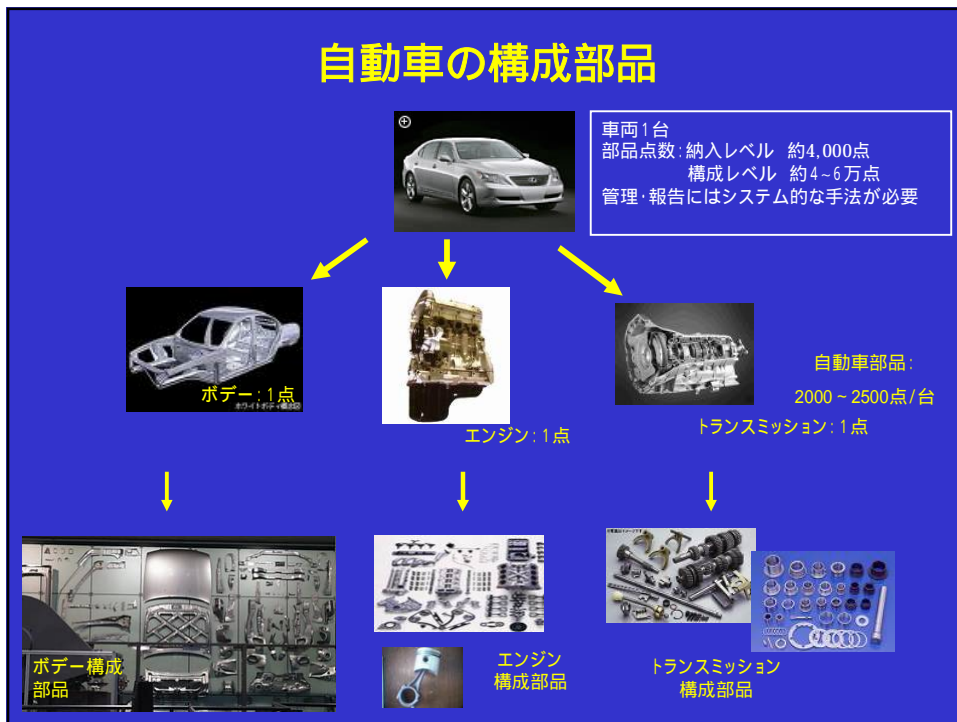 自動車の構成部品
車両1台
部品点数:納入レベル 約4,000点
構成レベル 約4~6万点
管理・報告にはシステム的な手法が必要
ボデー:1点
エンジン:1点
トランスミッション:1点
自動車部品:
2000~2500点/台
ボデー構成
部品
エンジン
構成部品
トランスミッション
構成部品